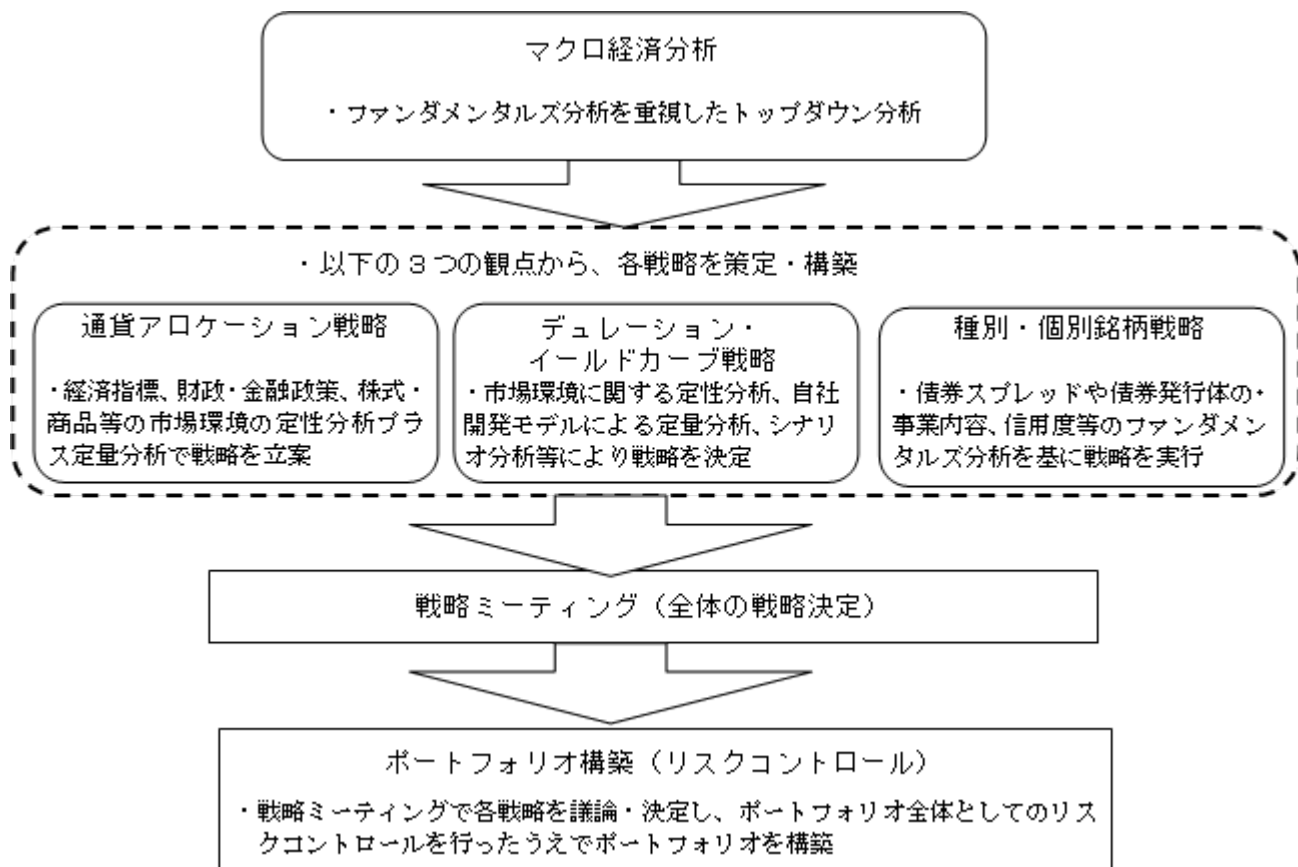 マクロ経済分析
・ファンダメンタルズ分析を重視したトップダウン分析
・以下の3つの観点から、各戦略を策定・構築
通貨アロケーション戦略
・経済指標、財政・金融政策、株式・
商品等の市場環境の定性分析プラ
ス定量分析で戦略を立案
デュレーション・
イールドカーブ戦略
・市場環境に関する定性分析、自社
開発モデルによる定量分析、シナリ
オ分析等により戦略を決定
種別・個別銘柄戦略
・債券スプレッドや債券発行体の・
事業内容、信用度等のファンダメン
タルズ分析を基に戦略を実行
戦略ミーティング（全体の戦略決定）
ポートフォリオ構築（リスクコントロール）
・戦略ミーティングで各戦略を議論・決定し、ポートフォリオ全体としてのリス
クコントロールを行ったうえでポートフォリオを構築